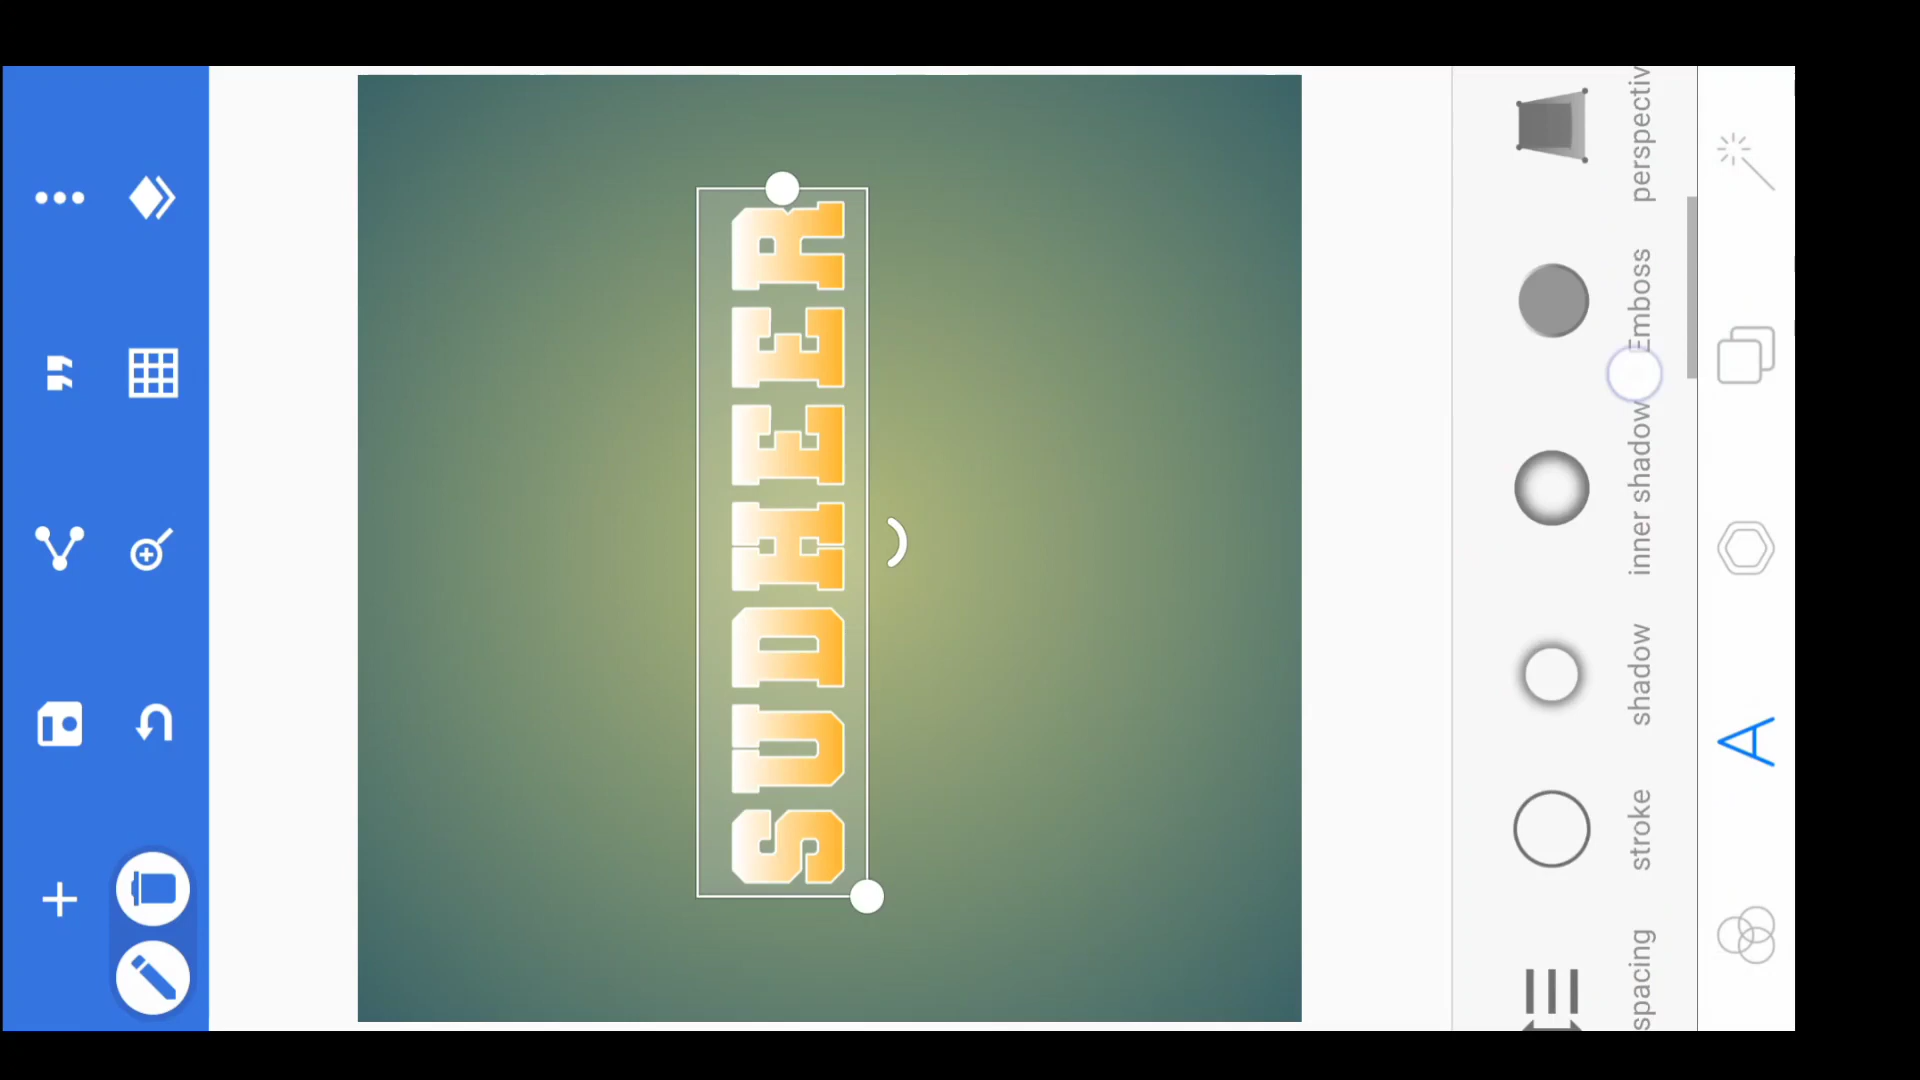 SUDHEER
spacing
stroke
shadow
inner shadow
Emboss
perspectiv